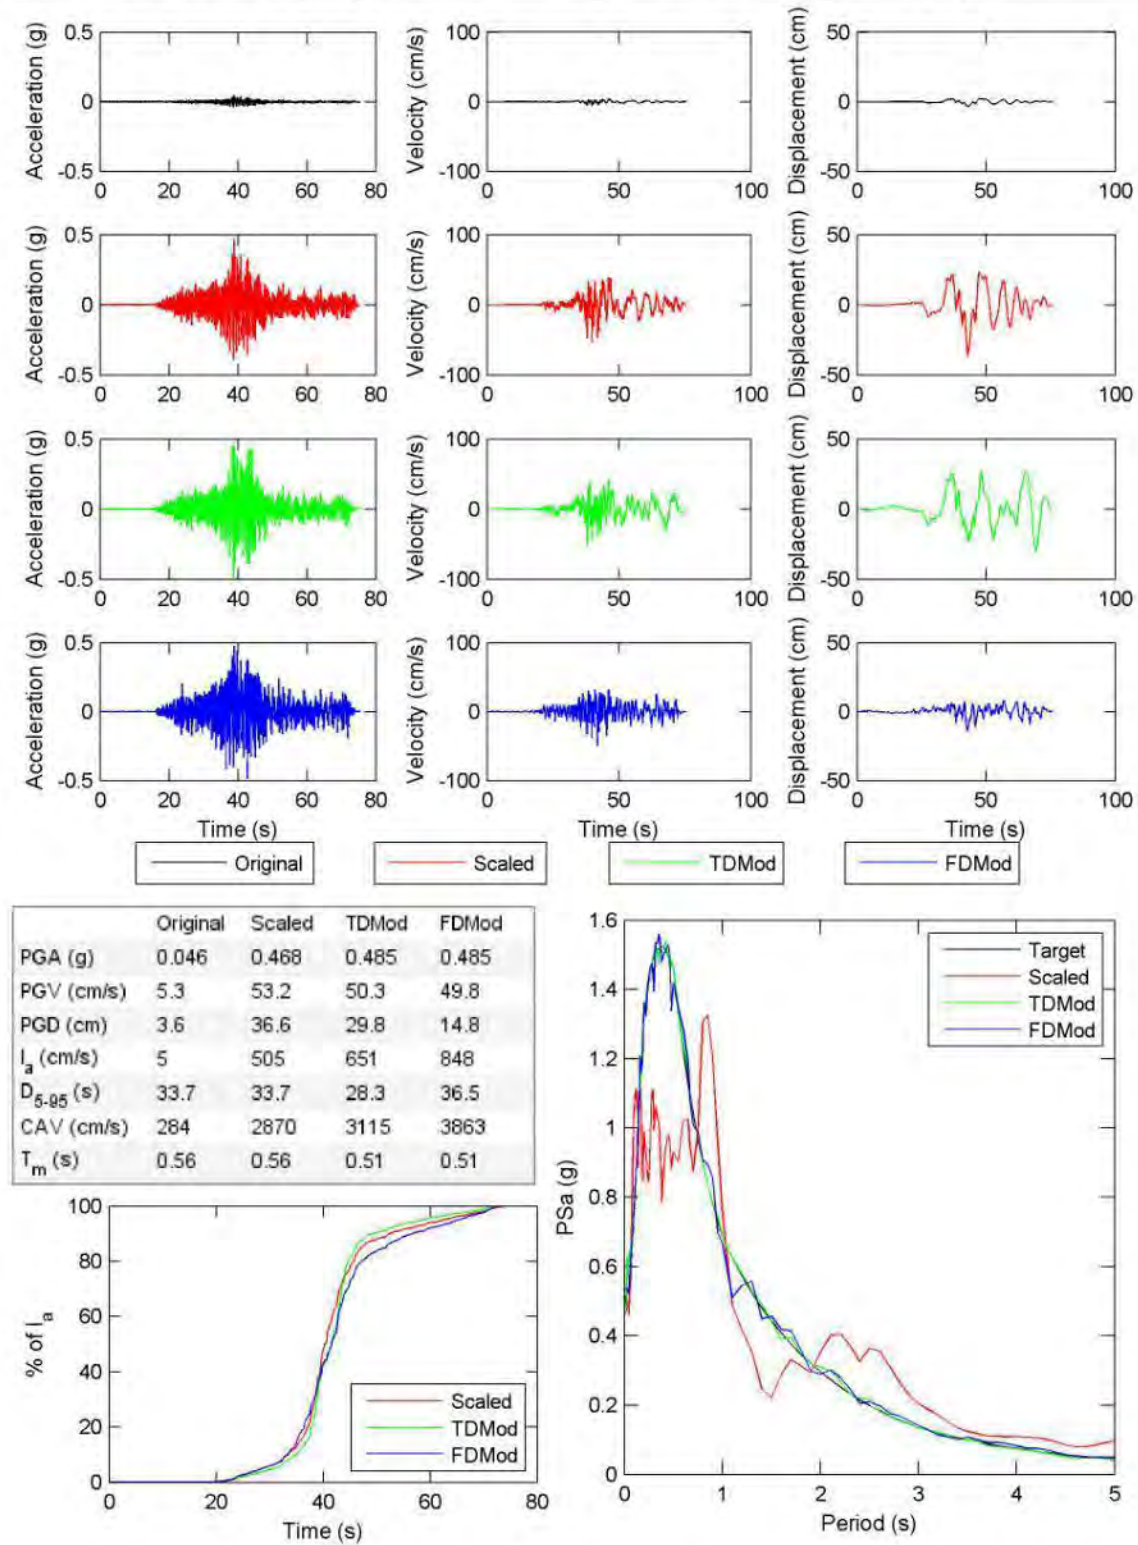 Acceleration (g)
0.5
0
-0.5
0 20 40 60 80
Velocity (cm/s)
100
0
-100
0 50 100
Displacement (cm)
50
0
-50
0 50 100
Acceleration (g)
0.5
0
-0.5
0 20 40 60 80
Velocity (cm/s)
100
0
-100
0 50 100
Displacement (cm)
50
0
-50
0 50 100
Acceleration (g)
0.5
0
-0.5
0 20 40 60 80
Velocity (cm/s)
100
0
-100
0 50 100
Displacement (cm)
50
0
-50
0 50 100
Acceleration (g)
0.5
0
-0.5
0 20 40 60 80
Time (s)
Velocity (cm/s)
100
0
-100
0 50 100
Time (s)
Displacement (cm)
50
0
-50
0 50 100
Time (s)
Original Scaled TDMod FDMod
Original Scaled TDMod FDMod
PGA (g) 0.046 0.468 0.485 0.485
PGV (cm/s) 5.3 53.2 50.3 49.8
PGD (cm) 3.6 36.6 29.8 14.8
Ia (cm/s) 5 505 651 848
D5-95 (s) 33.7 33.7 28.3 36.5
CAV (cm/s) 284 2870 3115 3863
Tm (s) 0.56 0.56 0.51 0.51
% of Ia
100
80
60
40
20
0
0 20 40 60 80
Time (s)
Scaled
TDMod
FDMod
PSa (g)
1.6
1.4
1.2
1
0.8
0.6
0.4
0.2
0
0 1 2 3 4 5
Period (s)
Target
Scaled
TDMod
FDMod